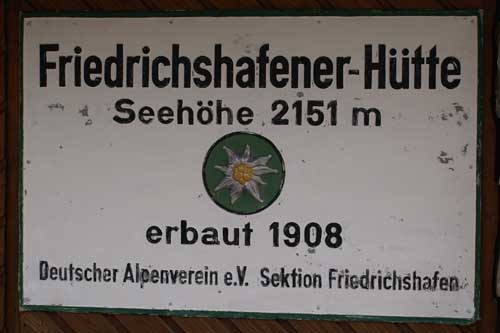 Friedrichshafener-Hütte
Seehöhe 2151 m
erbaut 1908
Deutscher Alpenverein e.V. Sektion Friedrichshafen